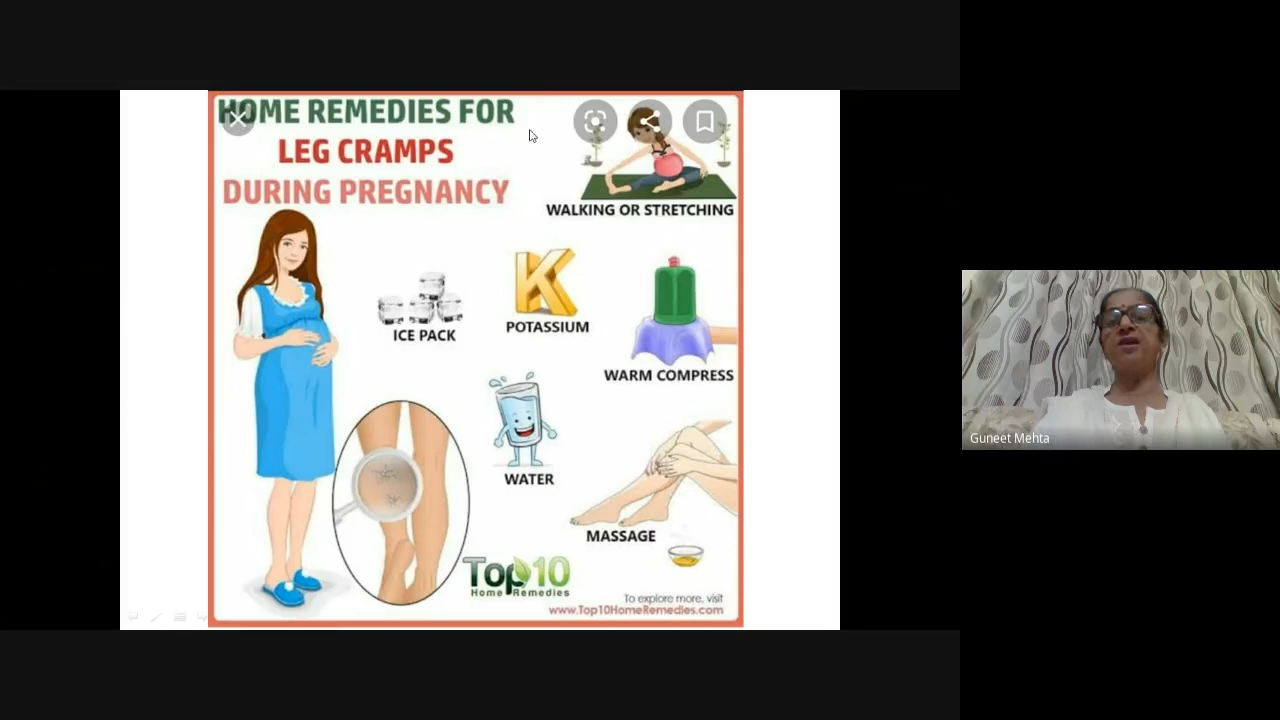 HOME REMEDIES FOR
LEG CRAMPS
DURING PREGNANCY
WALKING OR STRETCHING
ICE PACK
K
POTASSIUM
WARM COMPRESS
WATER
MASSAGE
Top10
Home Remedies
To explore more, visit
www.Top10HomeRemedies.com
Guneet Mehta